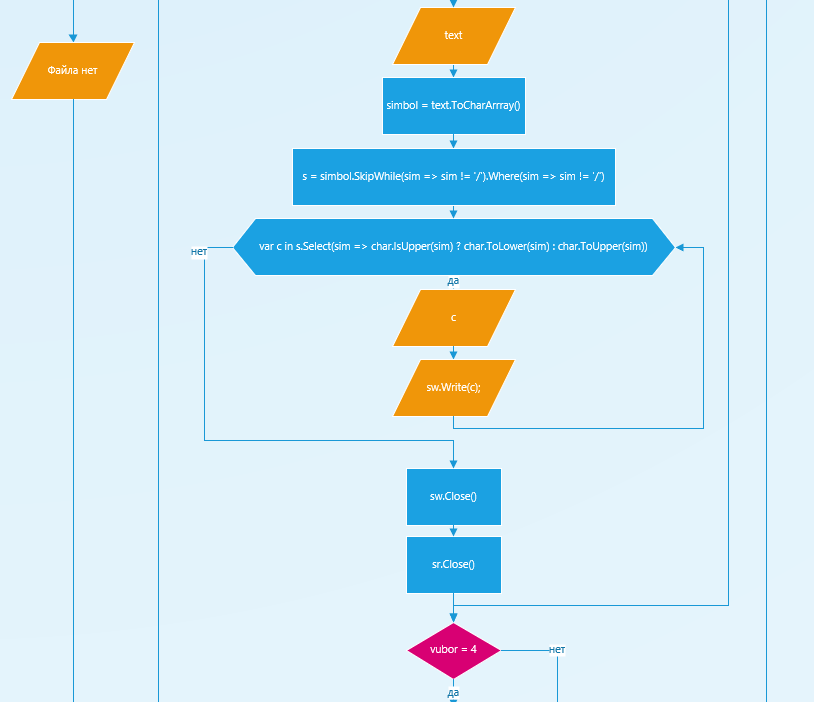 Файла нет
text
simbol = text.ToCharArrray()
s = simbol.SkipWhile(sim => sim != '/').Where(sim => sim != '/')
нет
var c in s.Select(sim => char.IsUpper(sim) ? char.ToLower(sim) : char.ToUpper(sim))
да
c
sw.Write(c);
sw.Close()
sr.Close()
vubor = 4
нет
да